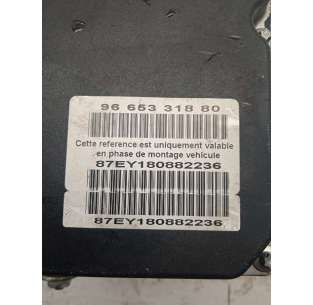 96 653 318 80
Cette reference est uniquement valable
en phase de montage vehicule
87EY180882236
87EY180882236